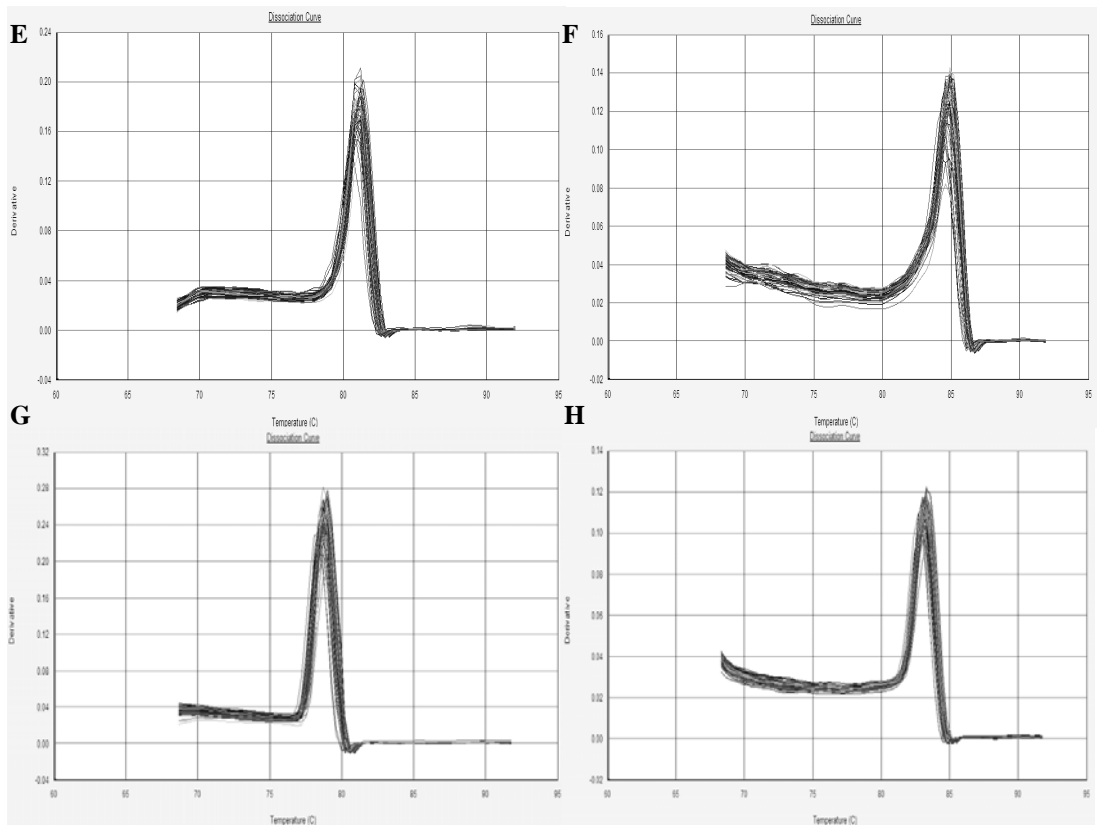 E
Dissociation Curve
0.24
0.20
0.16
0.12
0.08
0.04
0.00
-0.04
Derivative
60 65 70 75 80 85 90 95
Temperature (C)
F
Dissociation Curve
0.16
0.14
0.12
0.10
0.08
0.06
0.04
0.02
0.00
-0.02
Derivative
60 65 70 75 80 85 90 95
Temperature (C)
G
Dissociation Curve
0.32
0.28
0.24
0.20
0.16
0.12
0.08
0.04
0.00
-0.04
Derivative
60 65 70 75 80 85 90 95
Temperature (C)
H
Dissociation Curve
0.14
0.12
0.10
0.08
0.06
0.04
0.02
0.00
-0.02
Derivative
60 65 70 75 80 85 90 95
Temperature (C)